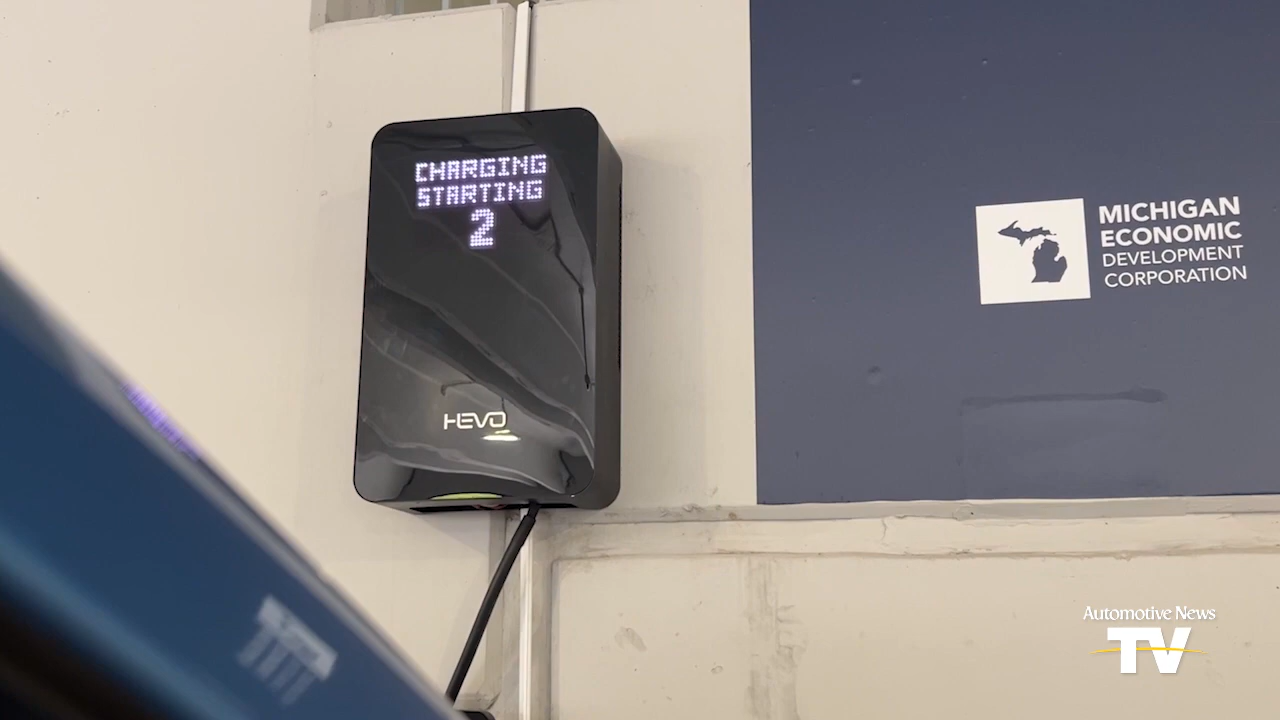 CHARGING
STARTING
2
HEVO
MICHIGAN
ECONOMIC
DEVELOPMENT
CORPORATION
Automotive News
TV